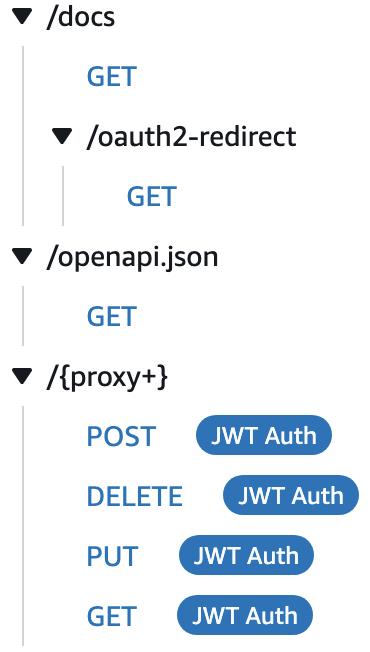 /docs
GET
/oauth2-redirect
GET
/openapi.json
GET
/{proxy+}
POST JWT Auth
DELETE JWT Auth
PUT JWT Auth
GET JWT Auth